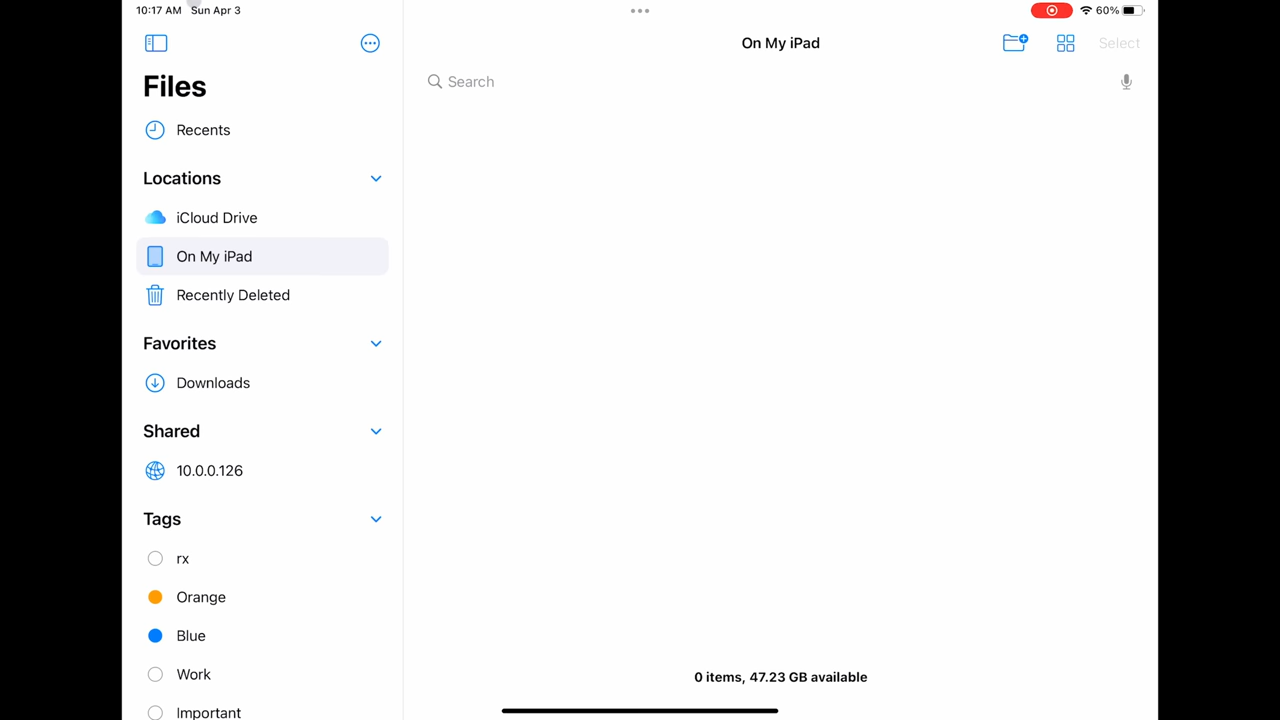 10:17 AM Sun Apr 3
60%
Files
Recents
Locations
iCloud Drive
On My iPad
Recently Deleted
Favorites
Downloads
Shared
10.0.0.126
Tags
rx
Orange
Blue
Work
Important
On My iPad
Select
Search
0 items, 47.23 GB available